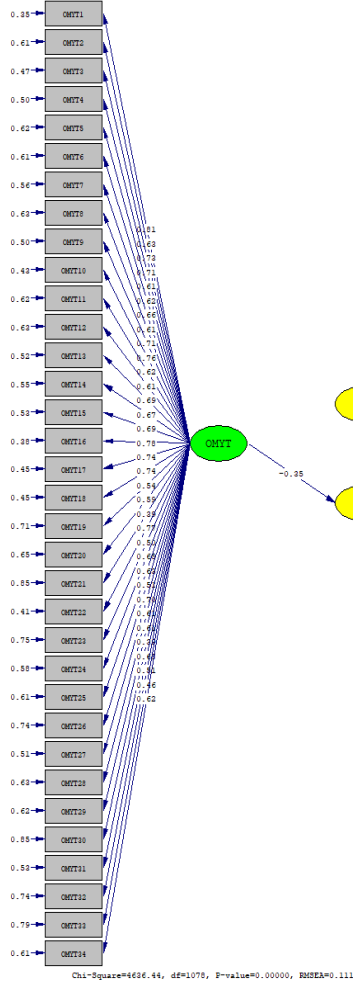 0.35 OMYT1
0.61 OMYT2
0.47 OMYT3
0.50 OMYT4
0.62 OMYT5
0.61 OMYT6
0.56 OMYT7
0.63 OMYT8
0.50 OMYT9
0.43 OMYT10
0.62 OMYT11
0.63 OMYT12
0.52 OMYT13
0.55 OMYT14
0.53 OMYT15
0.38 OMYT16
0.45 OMYT17
0.45 OMYT18
0.71 OMYT19
0.65 OMYT20
0.85 OMYT21
0.41 OMYT22
0.75 OMYT23
0.58 OMYT24
0.61 OMYT25
0.74 OMYT26
0.51 OMYT27
0.63 OMYT28
0.62 OMYT29
0.85 OMYT30
0.53 OMYT31
0.74 OMYT32
0.79 OMYT33
0.61 OMYT34
0.81
0.63
0.73
0.71
0.61
0.62
0.66
0.61
0.71
0.76
0.62
0.61
0.69
0.67
0.69
0.78
0.74
0.74
0.54
0.59
0.39
0.77
0.50
0.46
0.62
OMYT
-0.35
Chi-Square=4636.44, df=1078, P-value=0.00000, RMSEA=0.111